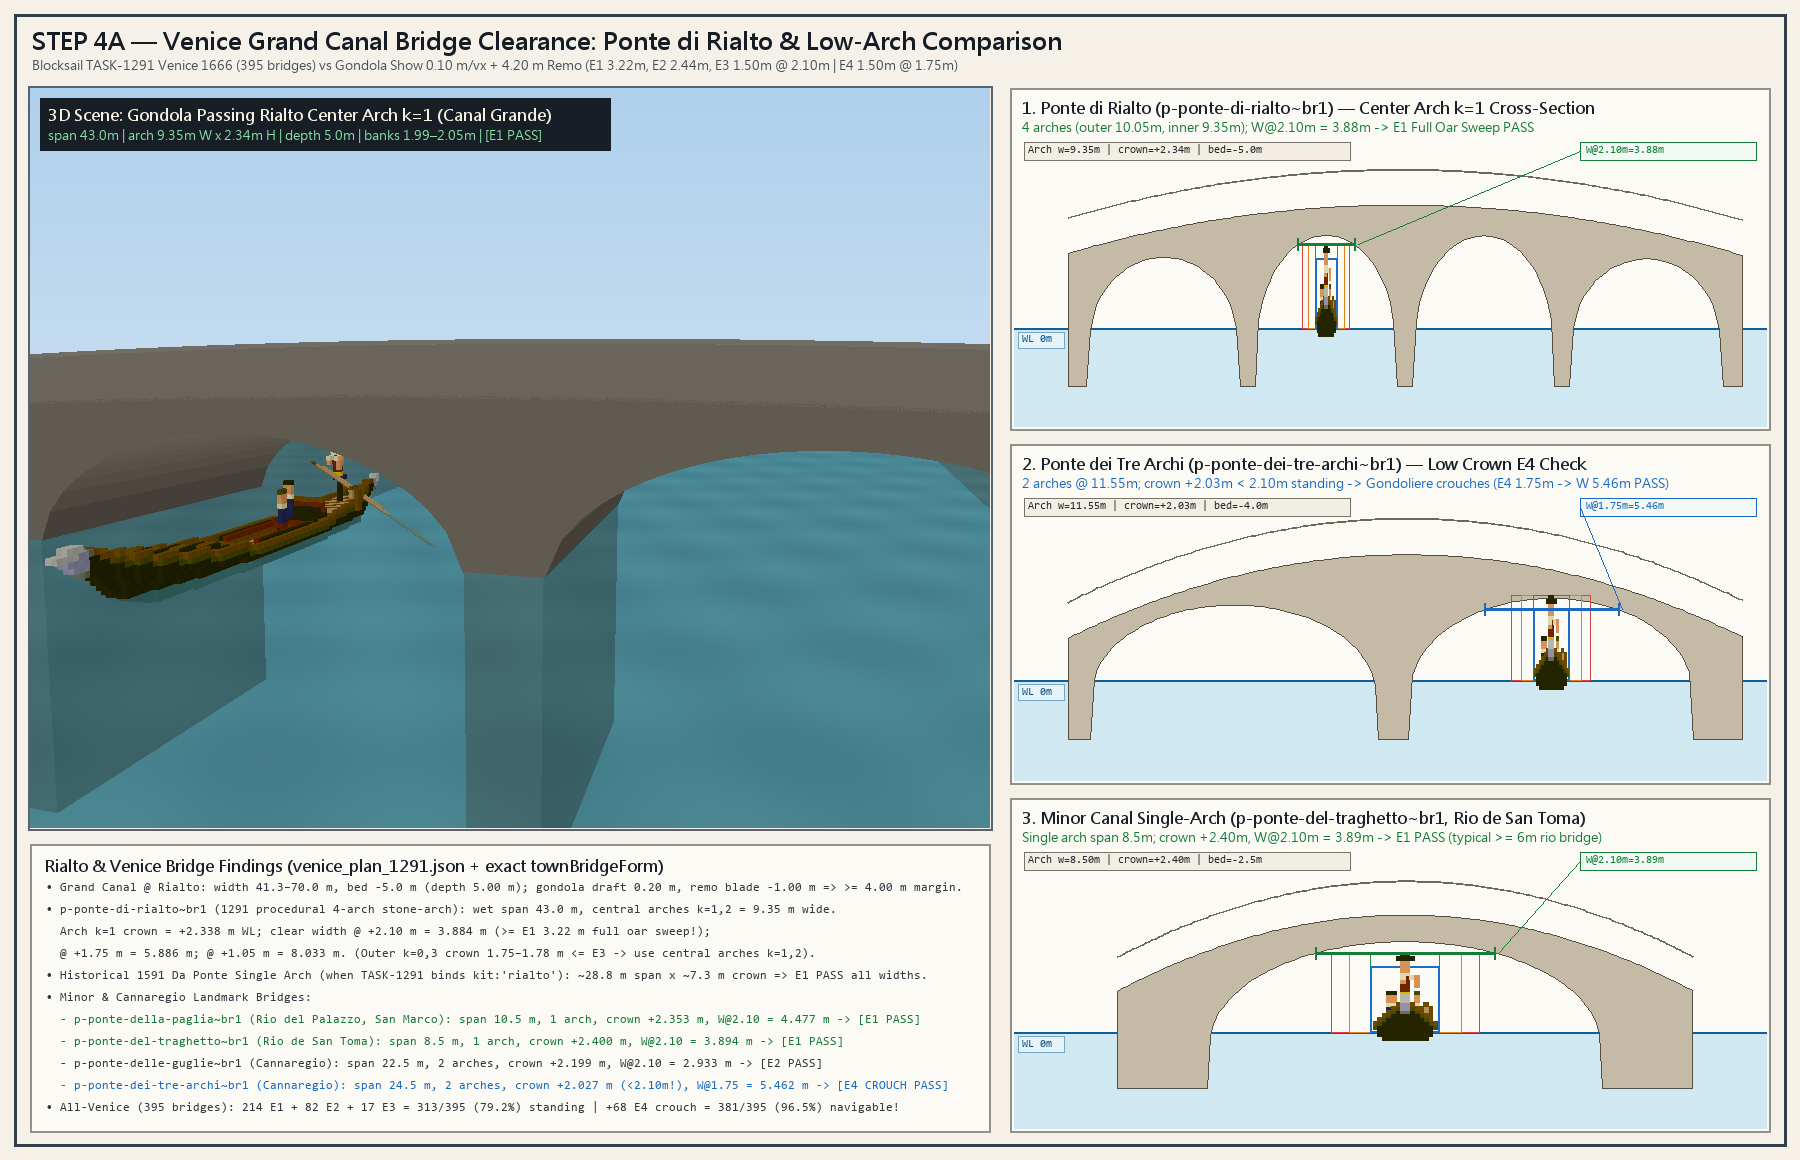 STEP 4A — Venice Grand Canal Bridge Clearance: Ponte di Rialto & Low-Arch Comparison
Blocksail TASK-1291 Venice 1666 (395 bridges) vs Gondola Show 0.10 m/vx + 4.20 m Remo (E1 3.22m, E2 2.44m, E3 1.50m @ 2.10m | E4 1.50m @ 1.75m)
3D Scene: Gondola Passing Rialto Center Arch k=1 (Canal Grande)
span 43.0m | arch 9.35m W x 2.34m H | depth 5.0m | banks 1.99–2.05m | [E1 PASS]
Rialto & Venice Bridge Findings (venice_plan_1291.json + exact townBridgeForm)
• Grand Canal @ Rialto: width 41.3–70.0 m, bed -5.0 m (depth 5.00 m); gondola draft 0.20 m, remo blade -1.00 m => >= 4.00 m margin.
• p-ponte-di-rialto~br1 (1291 procedural 4-arch stone-arch): wet span 43.0 m, central arches k=1,2 = 9.35 m wide.
Arch k=1 crown = +2.338 m WL; clear width @ +2.10 m = 3.884 m (>= E1 3.22 m full oar sweep!);
@ +1.75 m = 5.886 m; @ +1.05 m = 8.033 m. (Outer k=0,3 crown 1.75–1.78 m <= E3 -> use central arches k=1,2).
• Historical 1591 Da Ponte Single Arch (when TASK-1291 binds kit:'rialto'): ~28.8 m span x ~7.3 m crown => E1 PASS all widths.
• Minor & Cannaregio Landmark Bridges:
- p-ponte-della-paglia~br1 (Rio del Palazzo, San Marco): span 10.5 m, 1 arch, crown +2.353 m, W@2.10 = 4.477 m -> [E1 PASS]
- p-ponte-del-traghetto~br1 (Rio de San Toma): span 8.5 m, 1 arch, crown +2.400 m, W@2.10 = 3.894 m -> [E1 PASS]
- p-ponte-delle-guglie~br1 (Cannaregio): span 22.5 m, 2 arches, crown +2.199 m, W@2.10 = 2.933 m -> [E2 PASS]
- p-ponte-dei-tre-archi~br1 (Cannaregio): span 24.5 m, 2 arches, crown +2.027 m (<2.10m!), W@1.75 = 5.462 m -> [E4 CROUCH PASS]
• All-Venice (395 bridges): 214 E1 + 82 E2 + 17 E3 = 313/395 (79.2%) standing | +68 E4 crouch = 381/395 (96.5%) navigable!
1. Ponte di Rialto (p-ponte-di-rialto~br1) — Center Arch k=1 Cross-Section
4 arches (outer 10.05m, inner 9.35m); W@2.10m = 3.88m -> E1 Full Oar Sweep PASS
Arch w=9.35m | crown=+2.34m | bed=-5.0m
W@2.10m=3.88m
WL 0m
2. Ponte dei Tre Archi (p-ponte-dei-tre-archi~br1) — Low Crown E4 Check
2 arches @ 11.55m; crown +2.03m < 2.10m standing -> Gondoliere crouches (E4 1.75m -> W 5.46m PASS)
Arch w=11.55m | crown=+2.03m | bed=-4.0m
W@1.75m=5.46m
WL 0m
3. Minor Canal Single-Arch (p-ponte-del-traghetto~br1, Rio de San Toma)
Single arch span 8.5m; crown +2.40m, W@2.10m = 3.89m -> E1 PASS (typical >= 6m rio bridge)
Arch w=8.50m | crown=+2.40m | bed=-2.5m
W@2.10m=3.89m
WL 0m